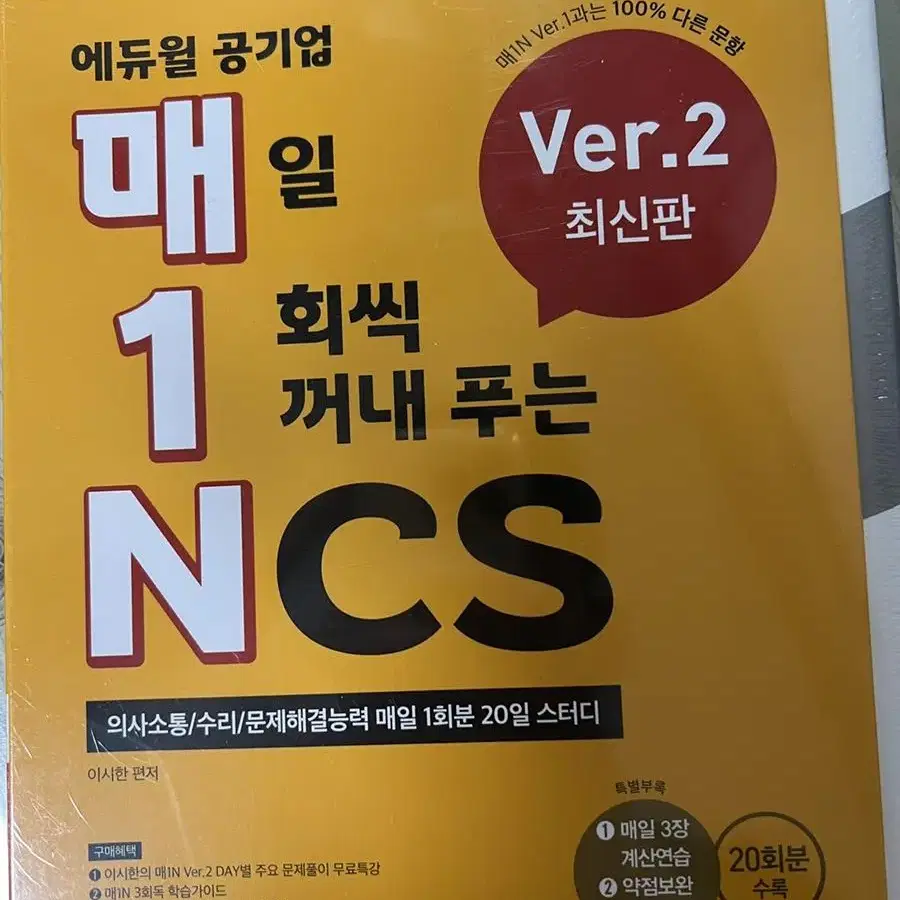 에듀윌 공기업
매1N Ver.1과는 100% 다른 문항
Ver.2
최신판
매일
1회씩
꺼내 푸는
NCS
의사소통/수리/문제해결능력 매일 1회분 20일 스터디
이시한 편저
구매혜택
1 이시한의 매1N Ver.2 DAY별 주요 문제풀이 무료특강
2 매1N 3회독 학습가이드
특별부록
1 매일 3장
계산연습
2 약점보완
20회분
수록